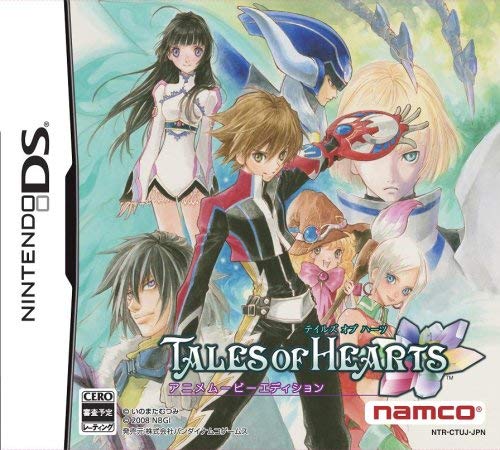 NINTENDO DS
テイルズ オブ ハーツ
TALES OF HEARTS™
アニメムービーエディション
CERO
審査予定
レーティング
© いのまたむつみ
© 2008 NBGI
発売元/株式会社バンダイナムコゲームス
namco®
NTR-CTUJ-JPN